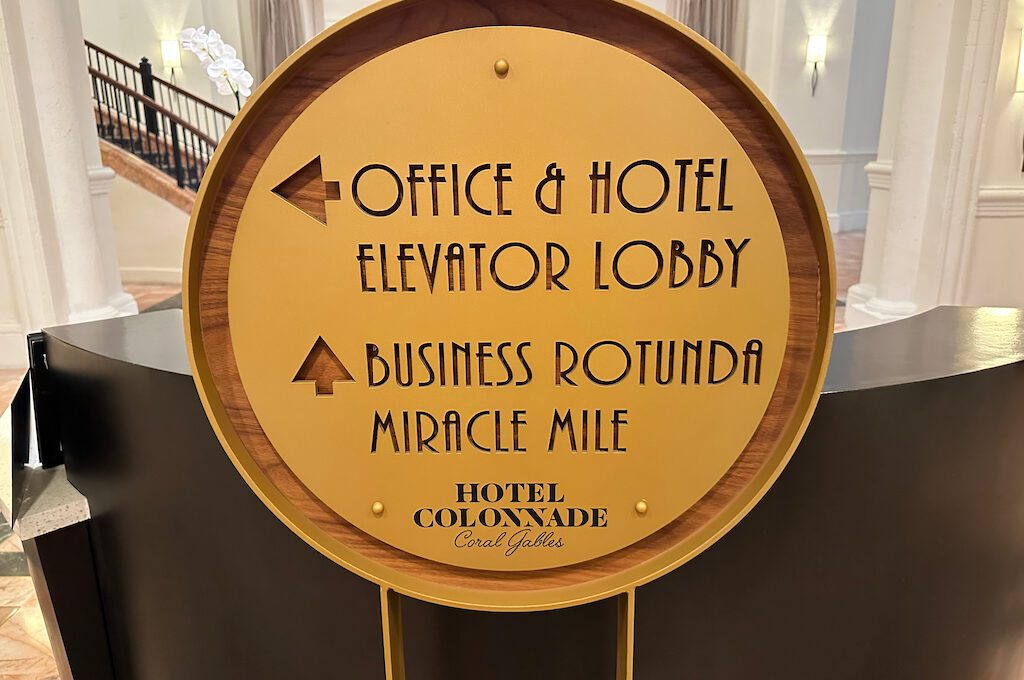 OFFICE & HOTEL
ELEVATOR LOBBY
BUSINESS ROTUNDA
MIRACLE MILE
HOTEL
COLONNADE
Coral Gables